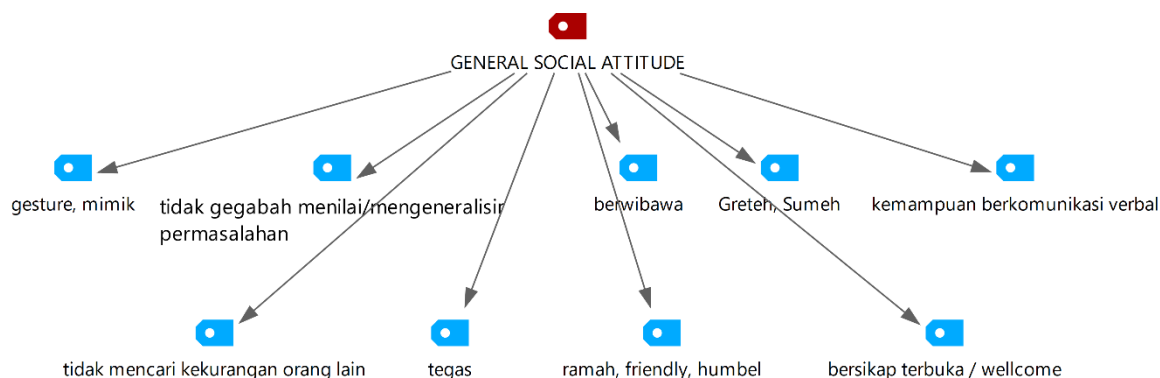 GENERAL SOCIAL ATTITUDE
gesture, mimik
tidak gegabah menilai/mengeneralisir
permasalahan
berwibawa
Greteh, Sumeh
kemampuan berkomunikasi verbal
tidak mencari kekurangan orang lain
tegas
ramah, friendly, humbel
bersikap terbuka / wellcome